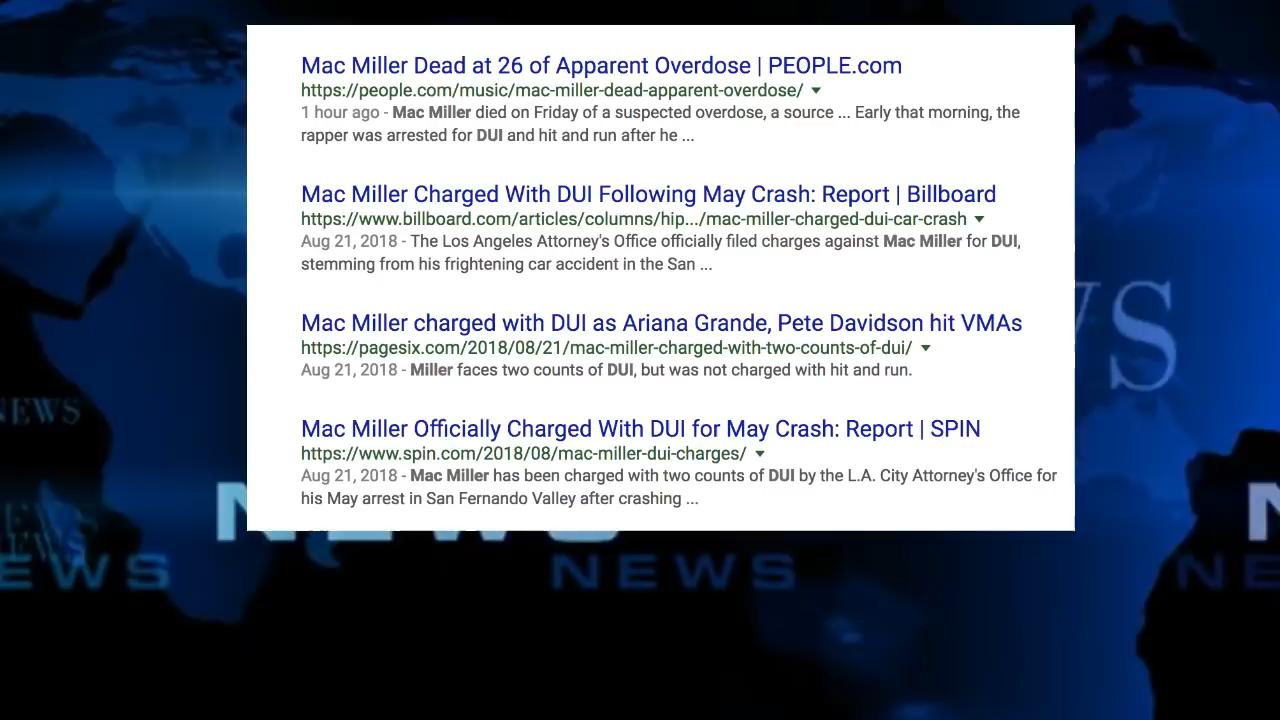 Mac Miller Dead at 26 of Apparent Overdose | PEOPLE.com
https://people.com/music/mac-miller-dead-apparent-overdose/
1 hour ago - Mac Miller died on Friday of a suspected overdose, a source ... Early that morning, the
rapper was arrested for DUI and hit and run after he ...
Mac Miller Charged With DUI Following May Crash: Report | Billboard
https://www.billboard.com/articles/columns/hip.../mac-miller-charged-dui-car-crash
Aug 21, 2018 - The Los Angeles Attorney's Office officially filed charges against Mac Miller for DUI,
stemming from his frightening car accident in the San ...
Mac Miller charged with DUI as Ariana Grande, Pete Davidson hit VMAs
https://pagesix.com/2018/08/21/mac-miller-charged-with-two-counts-of-dui/
Aug 21, 2018 - Miller faces two counts of DUI, but was not charged with hit and run.
Mac Miller Officially Charged With DUI for May Crash: Report | SPIN
https://www.spin.com/2018/08/mac-miller-dui-charges/
Aug 21, 2018 - Mac Miller has been charged with two counts of DUI by the L.A. City Attorney's Office for
his May arrest in San Fernando Valley after crashing ...
NEWS
NEWS
NEWS